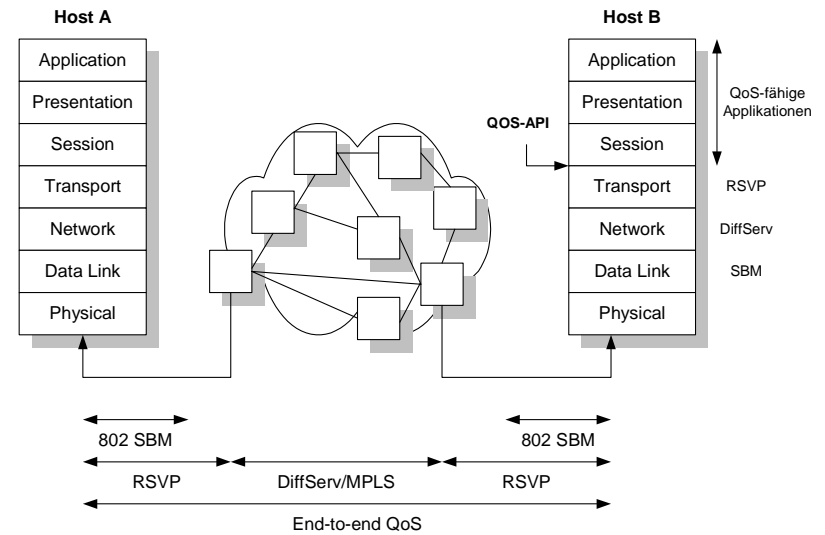 Host A
Host B
Application
Presentation
Session
Transport
Network
Data Link
Physical
QOS-API
Application
Presentation
Session
Transport
Network
Data Link
Physical
QoS-fähige
Applikationen
RSVP
DiffServ
SBM
802 SBM
802 SBM
RSVP
DiffServ/MPLS
RSVP
End-to-end QoS